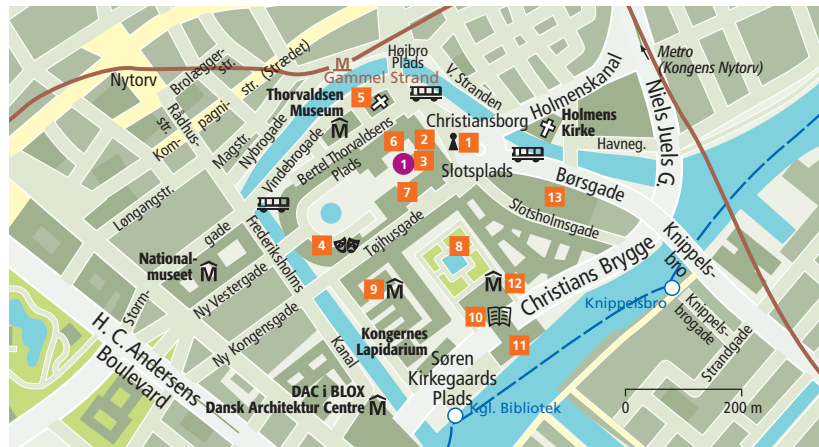 Højbro
Plads
M
Gammel Strand
Metro
(Kongens Nytorv)
Nytorv
Brolægger-
str.
(Strædet)
Kom-
pagni-
str.
Rådhus-
str.
Magstr.
Nybrogade
Vindebrogade
Thorvaldsen
Museum
5
V. Stranden
Holmenskanal
Niels Juels G.
Christiansborg
Holmens
Kirke
Havneg.
6
2
1
1
3
Bertel Thorvaldsens
Plads
Slotsplads
Børsgade
7
13
Slotsholmsgade
Løngangstr.
gade
Frederiksholms
4
Tøjhusgade
8
National-
museet
Ny Vestergade
Storm-
9
12
Christians Brygge
Knippels-
bro
Knippelsbro
Knippels-
brogade
Strandgade
10
11
Ny Kongensgade
Kongernes
Lapidarium
Kanal
H. C. Andersens
Boulevard
Søren
Kirkegaards
Plads
DAC i BLOX
Dansk Architektur Centre
Kgl. Bibliotek
0
200 m